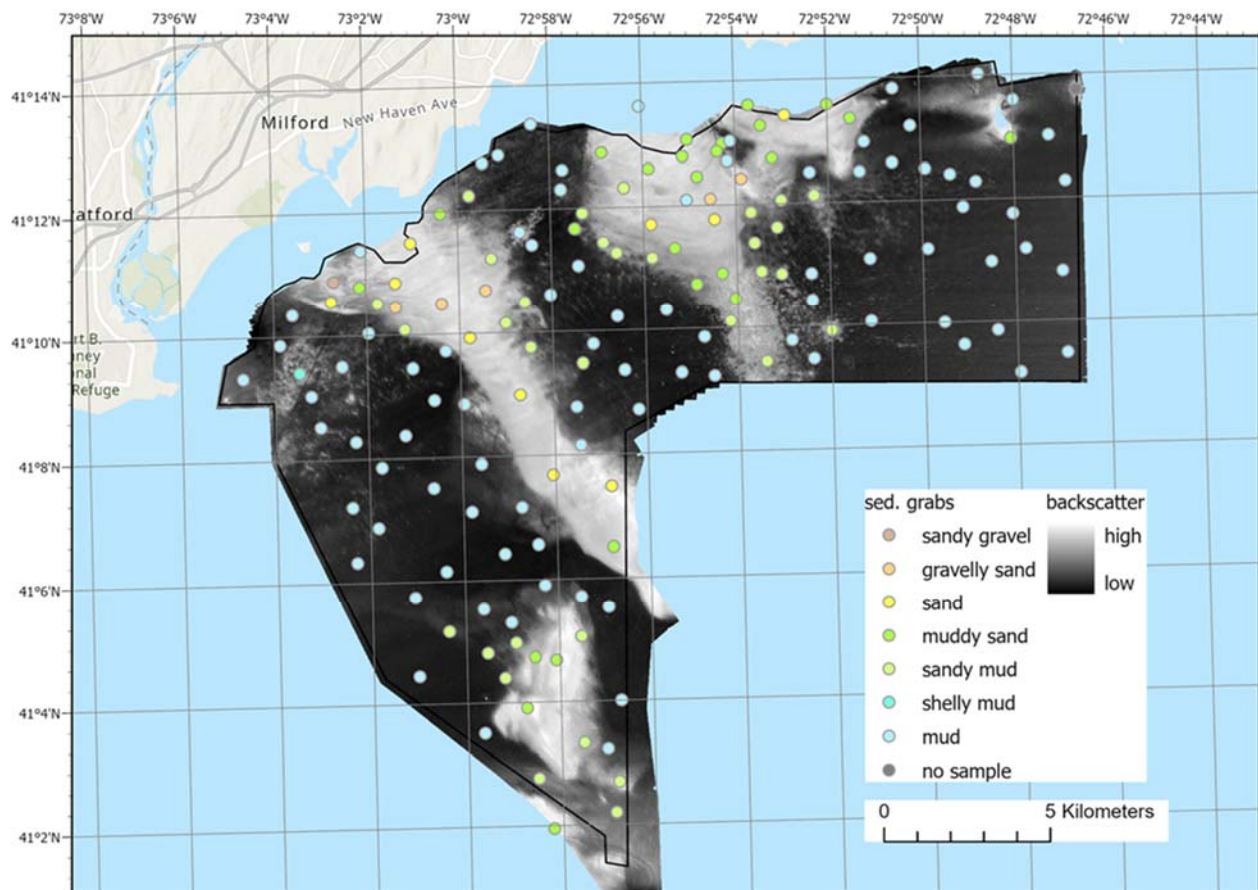 73°8'W 73°6'W 73°4'W 73°2'W 73°0'W 72°58'W 72°56'W 72°54'W 72°52'W 72°50'W 72°48'W 72°46'W 72°44'W
41°14'N
Milford
New Haven Ave
41°12'N
atford
41°10'N
rt B.
nney
onal
Refuge
41°8'N
41°6'N
41°4'N
41°2'N
sed. grabs
backscatter
sandy gravel
high
gravelly sand
low
sand
muddy sand
sandy mud
shelly mud
mud
no sample
0 5 Kilometers